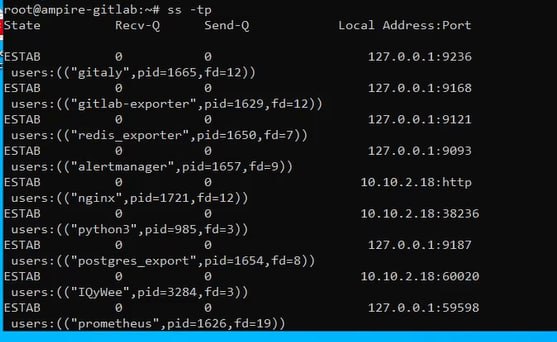 root@ampire-gitlab:~# ss -tp
State Recv-Q Send-Q Local Address:Port
ESTAB 0 0 127.0.0.1:9236
users:(("gitaly",pid=1665,fd=12))
ESTAB 0 0 127.0.0.1:9168
users:(("gitlab-exporter",pid=1629,fd=12))
ESTAB 0 0 127.0.0.1:9121
users:(("redis_exporter",pid=1650,fd=7))
ESTAB 0 0 127.0.0.1:9093
users:(("alertmanager",pid=1657,fd=9))
ESTAB 0 0 10.10.2.18:http
users:(("nginx",pid=1721,fd=12))
ESTAB 0 0 10.10.2.18:38236
users:(("python3",pid=985,fd=3))
ESTAB 0 0 127.0.0.1:9187
users:(("postgres_export",pid=1654,fd=8))
ESTAB 0 0 10.10.2.18:60020
users:(("IQyWee",pid=3284,fd=3))
ESTAB 0 0 127.0.0.1:59598
users:(("prometheus",pid=1626,fd=19))